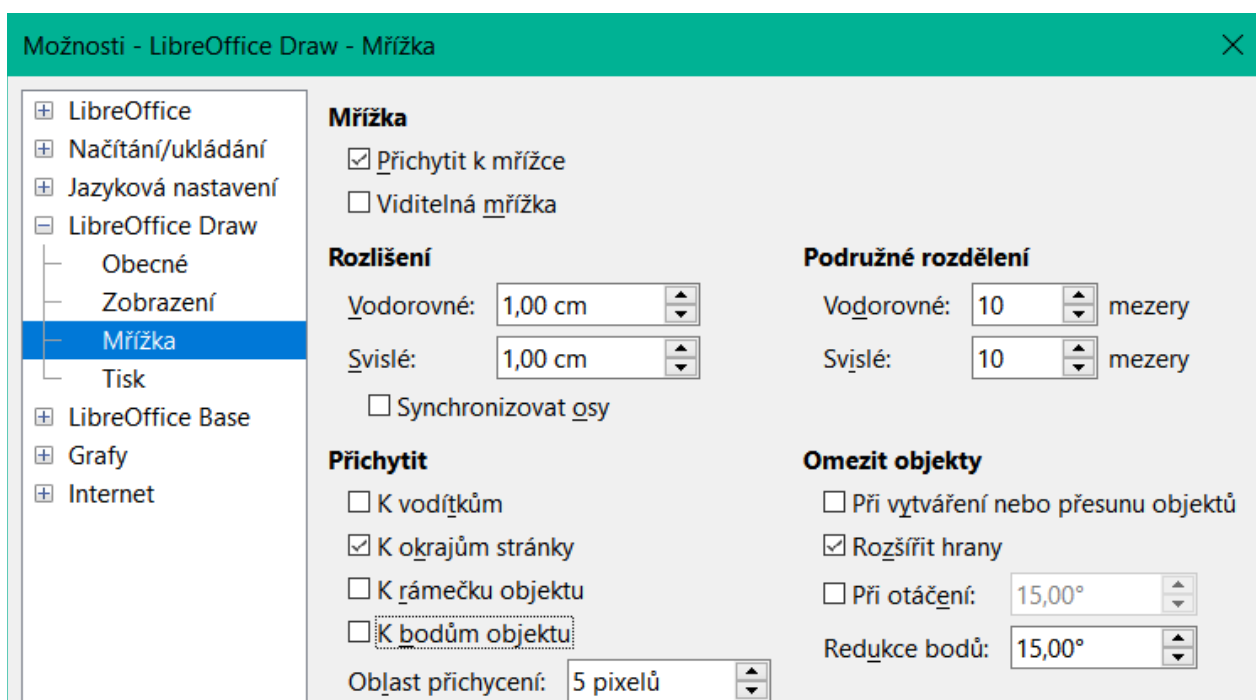 Možnosti - LibreOffice Draw - Mřížka
LibreOffice
Načítání/ukládání
Jazyková nastavení
LibreOffice Draw
Obecné
Zobrazení
Mřížka
Tisk
LibreOffice Base
Grafy
Internet
Mřížka
Přichytit k mřížce
Viditelná mřížka
Rozlišení
Vodorovné: 1,00 cm
Svislé: 1,00 cm
Synchronizovat osy
Podružné rozdělení
Vodorovné: 10 mezery
Svislé: 10 mezery
Přichytit
K vodítkům
K okrajům stránky
K rámečku objektu
K bodům objektu
Oblast přichycení: 5 pixelů
Omezit objekty
Při vytváření nebo přesunu objektů
Rozšířit hrany
Při otáčení: 15,00°
Redukce bodů: 15,00°